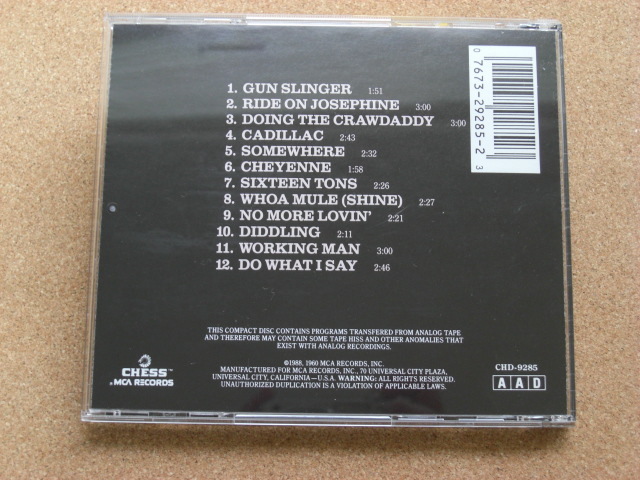 1. GUN SLINGER 1:51
2. RIDE ON JOSEPHINE 3:00
3. DOING THE CRAWDADDY 3:00
4. CADILLAC 2:43
5. SOMEWHERE 2:32
6. CHEYENNE 1:58
7. SIXTEEN TONS 2:26
8. WHOA MULE (SHINE) 2:27
9. NO MORE LOVIN' 2:21
10. DIDDLING 2:11
11. WORKING MAN 3:00
12. DO WHAT I SAY 2:46
0 7673-29285-2 3
THIS COMPACT DISC CONTAINS PROGRAMS TRANSFERED FROM ANALOG TAPE
AND THEREFORE MAY CONTAIN SOME TAPE HISS AND OTHER ANOMALIES THAT
EXIST WITH ANALOG RECORDINGS.
CHESS™
MCA RECORDS
©1988, 1960 MCA RECORDS, INC.
MANUFACTURED FOR MCA RECORDS, INC., 70 UNIVERSAL CITY PLAZA,
UNIVERSAL CITY, CALIFORNIA – U.S.A. WARNING: ALL RIGHTS RESERVED.
UNAUTHORIZED DUPLICATION IS A VIOLATION OF APPLICABLE LAWS.
CHD-9285
A A D